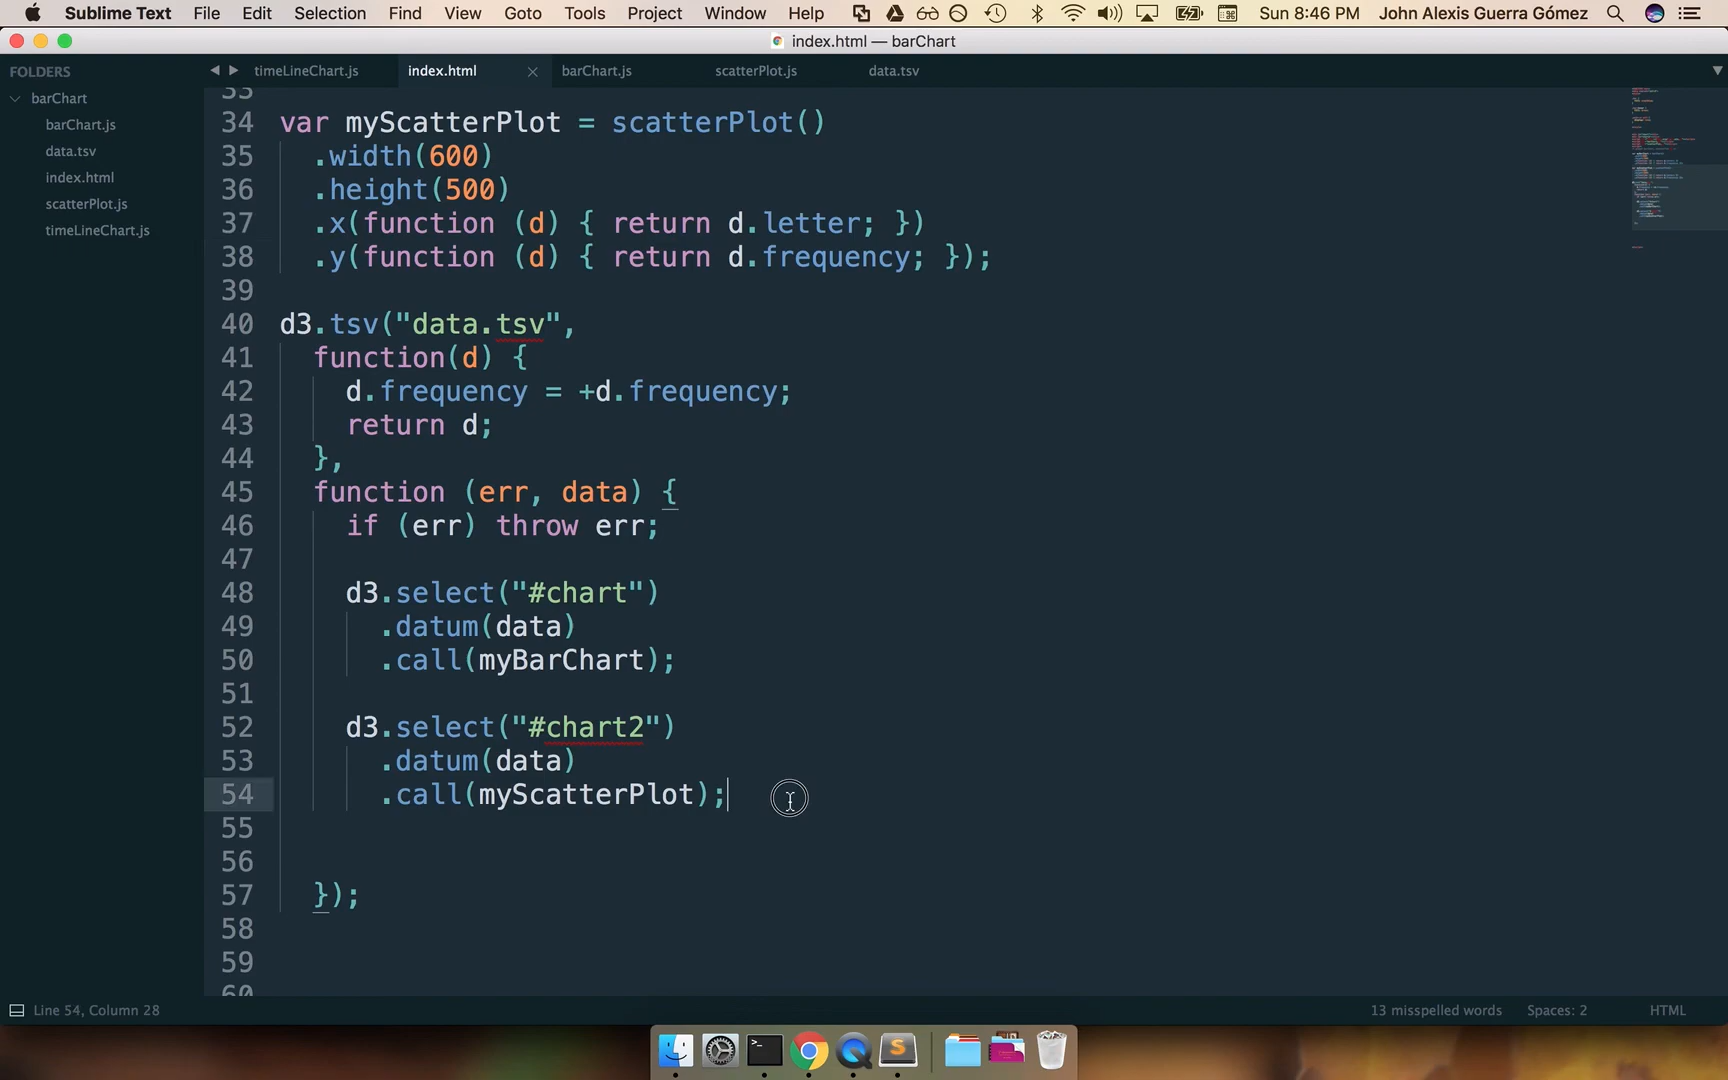 Sublime Text File Edit Selection Find View Goto Tools Project Window Help Sun 8:46 PM John Alexis Guerra Gómez
index.html — barChart
FOLDERS
barChart
barChart.js
data.tsv
index.html
scatterPlot.js
timeLineChart.js
timeLineChart.js index.html barChart.js scatterPlot.js data.tsv
33
34 var myScatterPlot = scatterPlot()
35 .width(600)
36 .height(500)
37 .x(function (d) { return d.letter; })
38 .y(function (d) { return d.frequency; });
39
40 d3.tsv("data.tsv",
41 function(d) {
42 d.frequency = +d.frequency;
43 return d;
44 },
45 function (err, data) {
46 if (err) throw err;
47
48 d3.select("#chart")
49 .datum(data)
50 .call(myBarChart);
51
52 d3.select("#chart2")
53 .datum(data)
54 .call(myScatterPlot);
55
56
57 });
58
59
60
Line 54, Column 28 13 misspelled words Spaces: 2 HTML